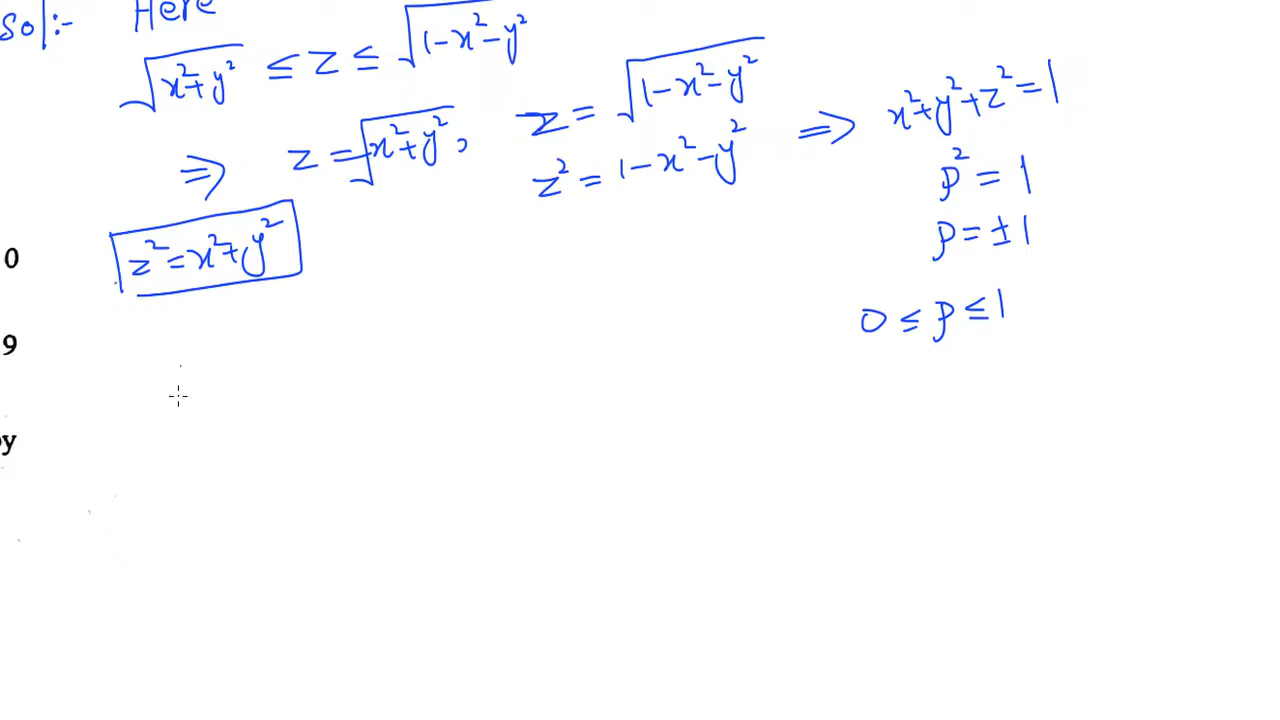 Sol:- Here
√x²+y² ≤ z ≤ √1-x²-y²
⇒ z = √x²+y² , z = √1-x²-y² ⇒ x²+y²+z² = 1
z² = 1-x²-y²
ρ² = 1
ρ = ±1
z² = x²+y²
0 ≤ ρ ≤ 1
0
9